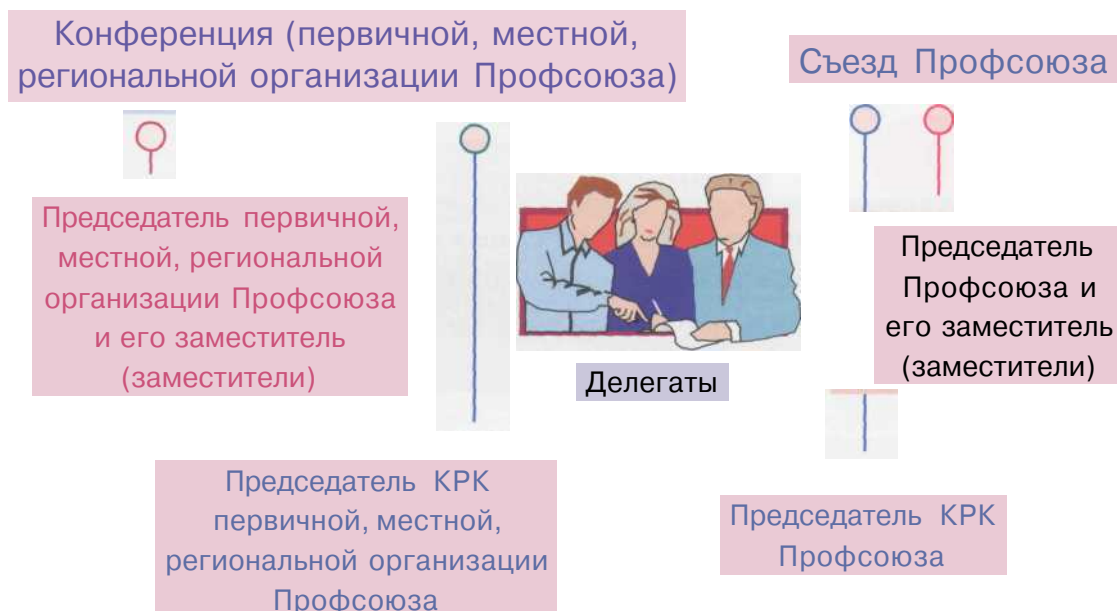 Конференция (первичной, местной,
региональной организации Профсоюза)
Съезд Профсоюза
Председатель первичной,
местной, региональной
организации Профсоюза
и его заместитель
(заместители)
Делегаты
Председатель
Профсоюза и
его заместитель
(заместители)
Председатель КРК
первичной, местной,
региональной организации
Профсоюза
Председатель КРК
Профсоюза